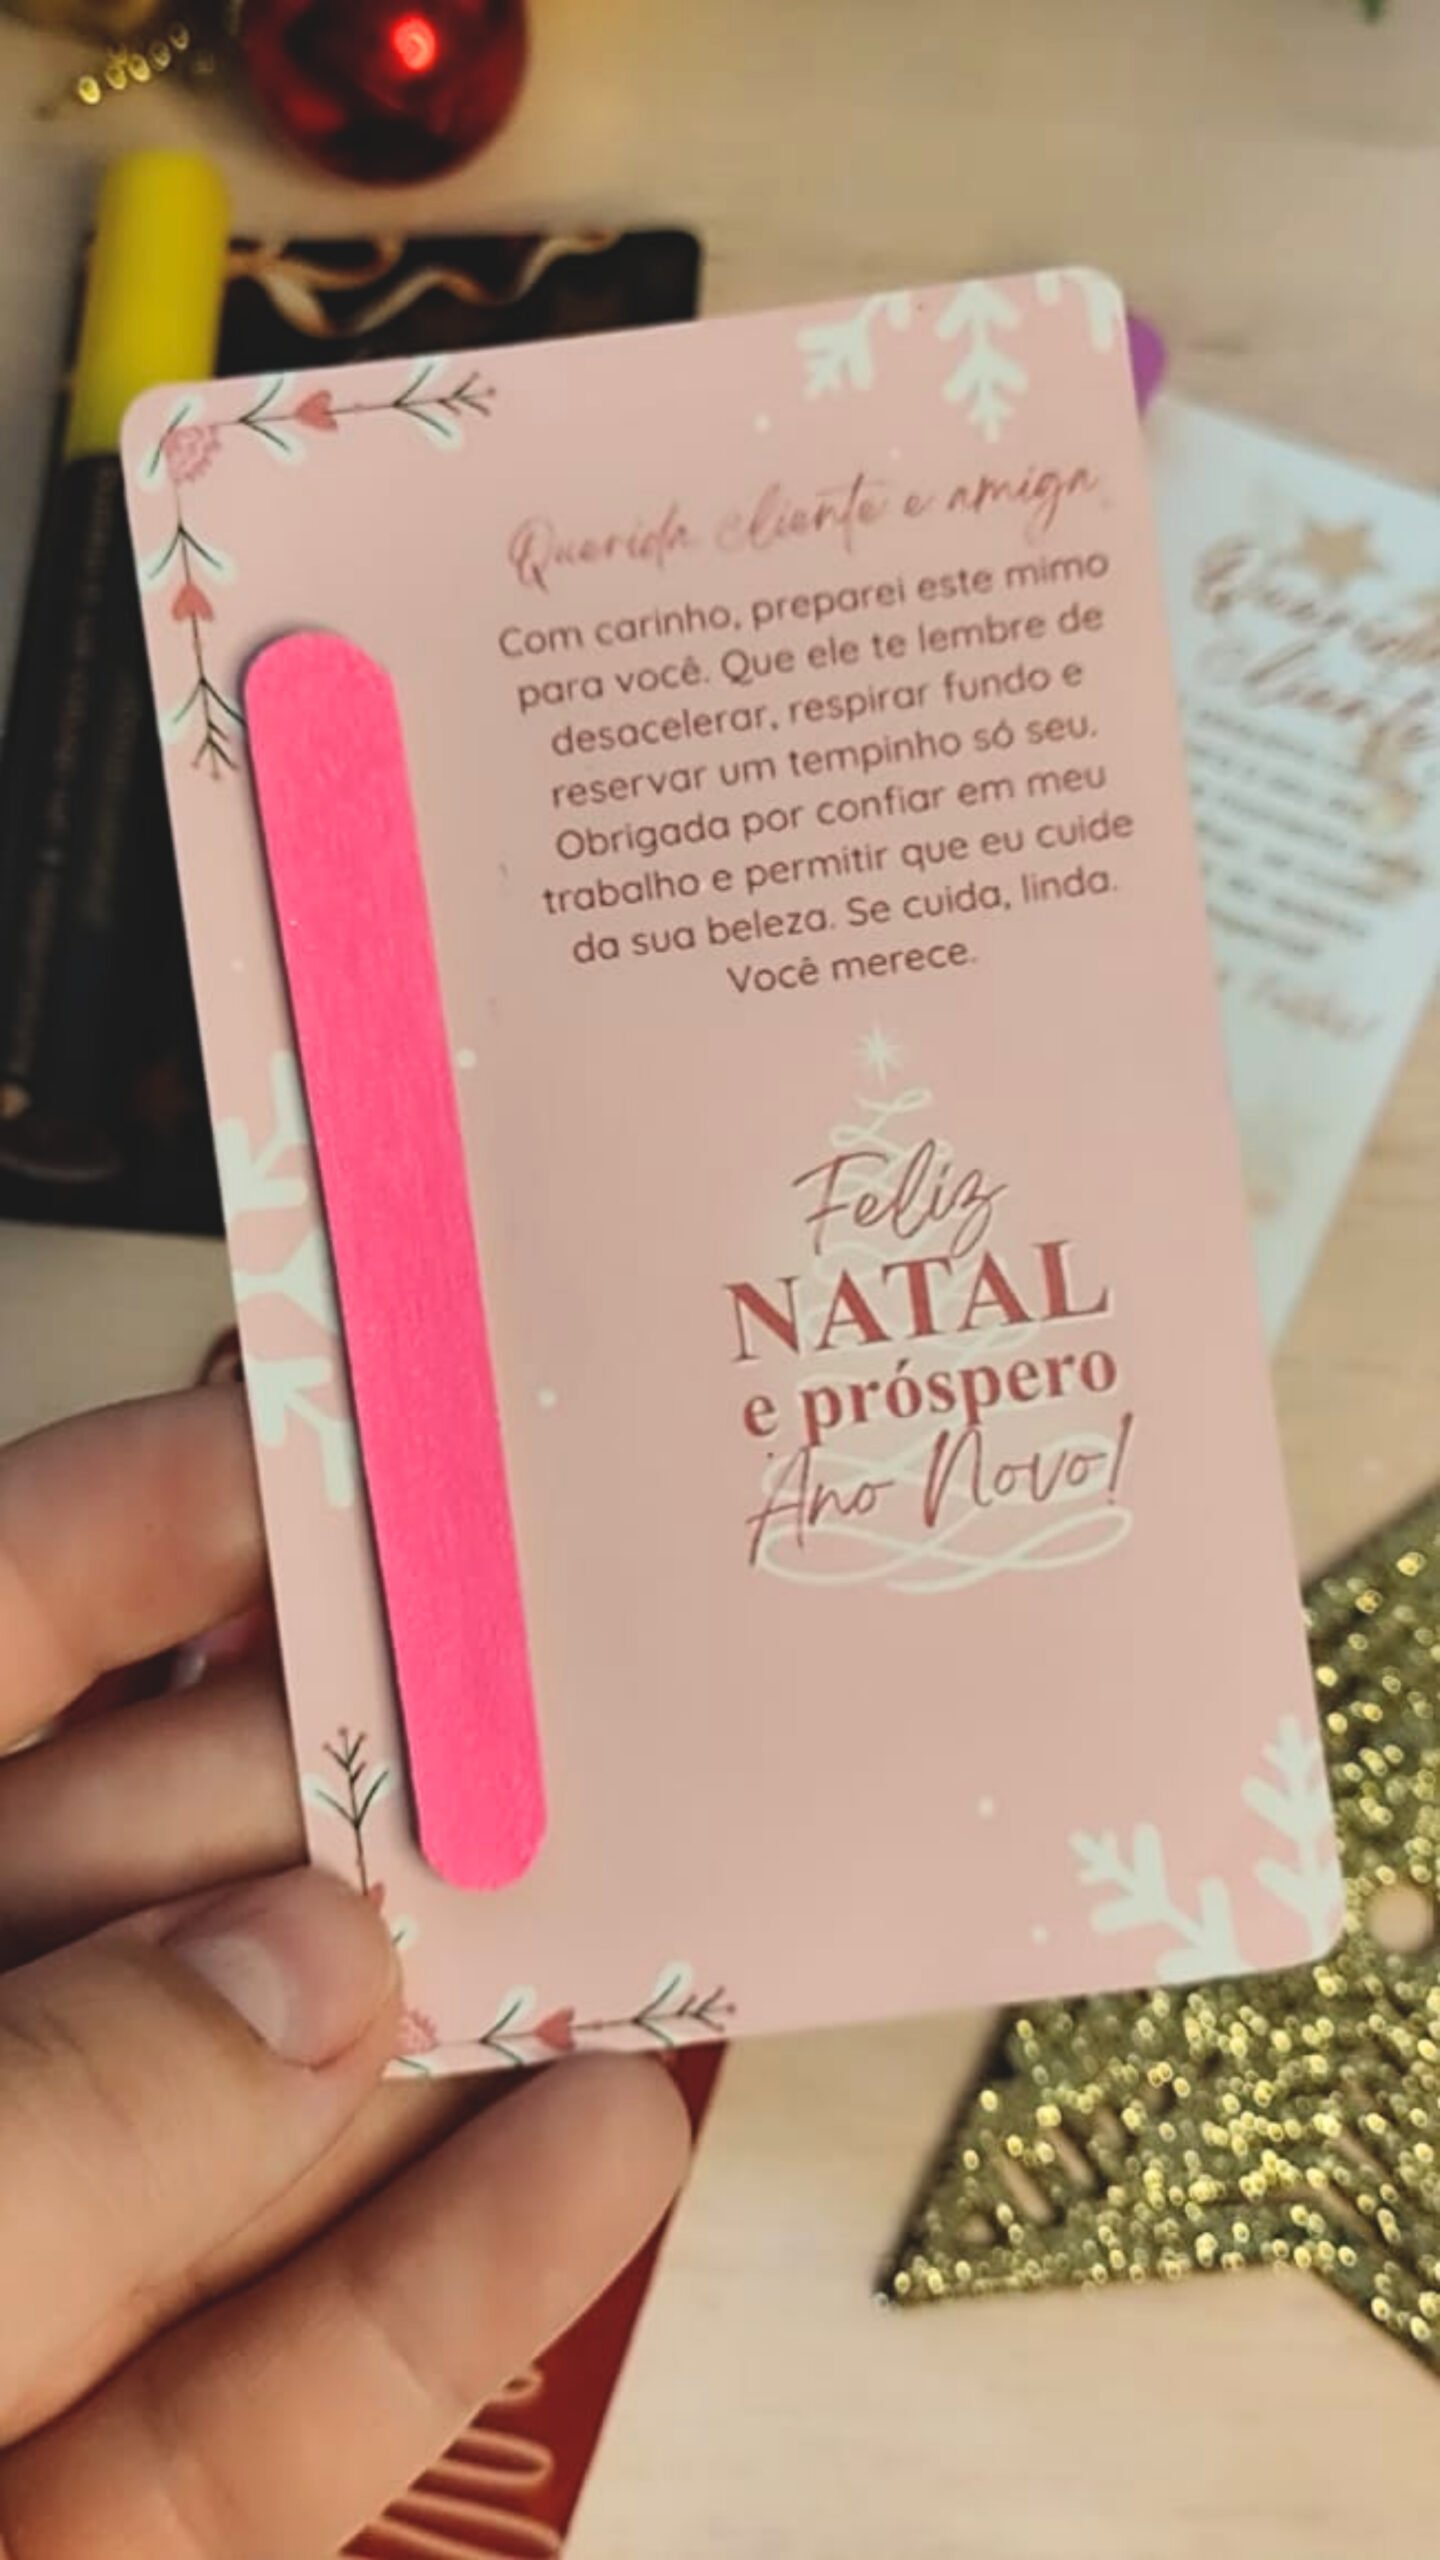 Querida cliente e amiga,
Com carinho, preparei este mimo
para você. Que ele te lembre de
desacelerar, respirar fundo e
reservar um tempinho só seu.
Obrigada por confiar em meu
trabalho e permitir que eu cuide
da sua beleza. Se cuida, linda.
Você merece.
Feliz
NATAL
e próspero
Ano Novo!
Querida
cliente